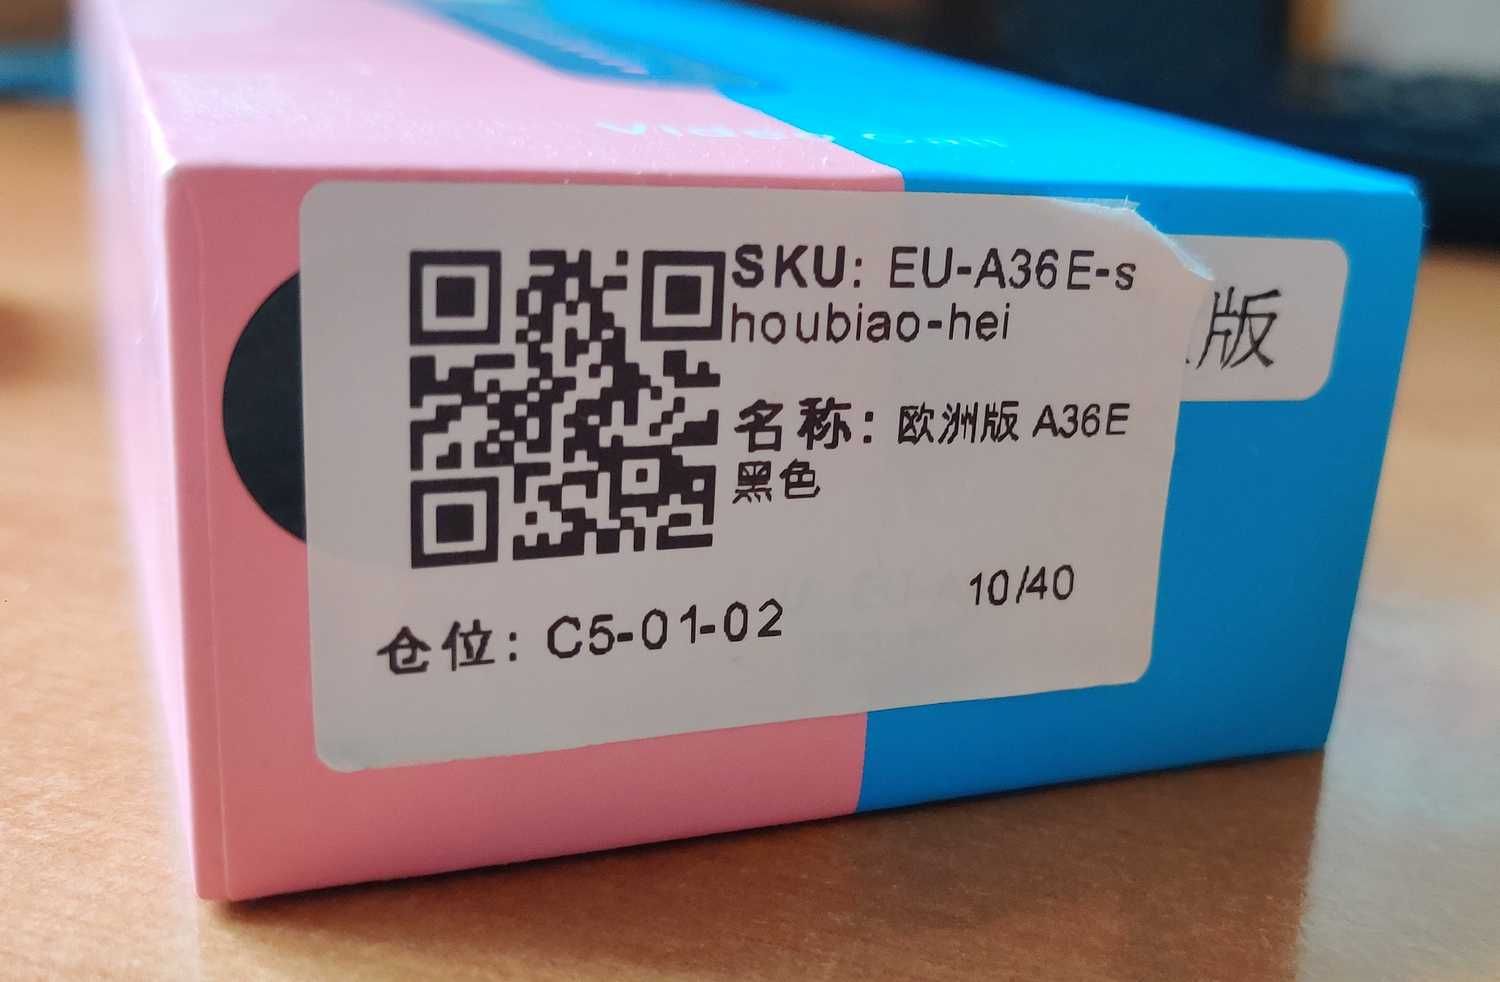 SKU: EU-A36E-s
houbiao-hei
版
名称: 欧洲版 A36E
黑色
10/40
仓位: C5-01-02